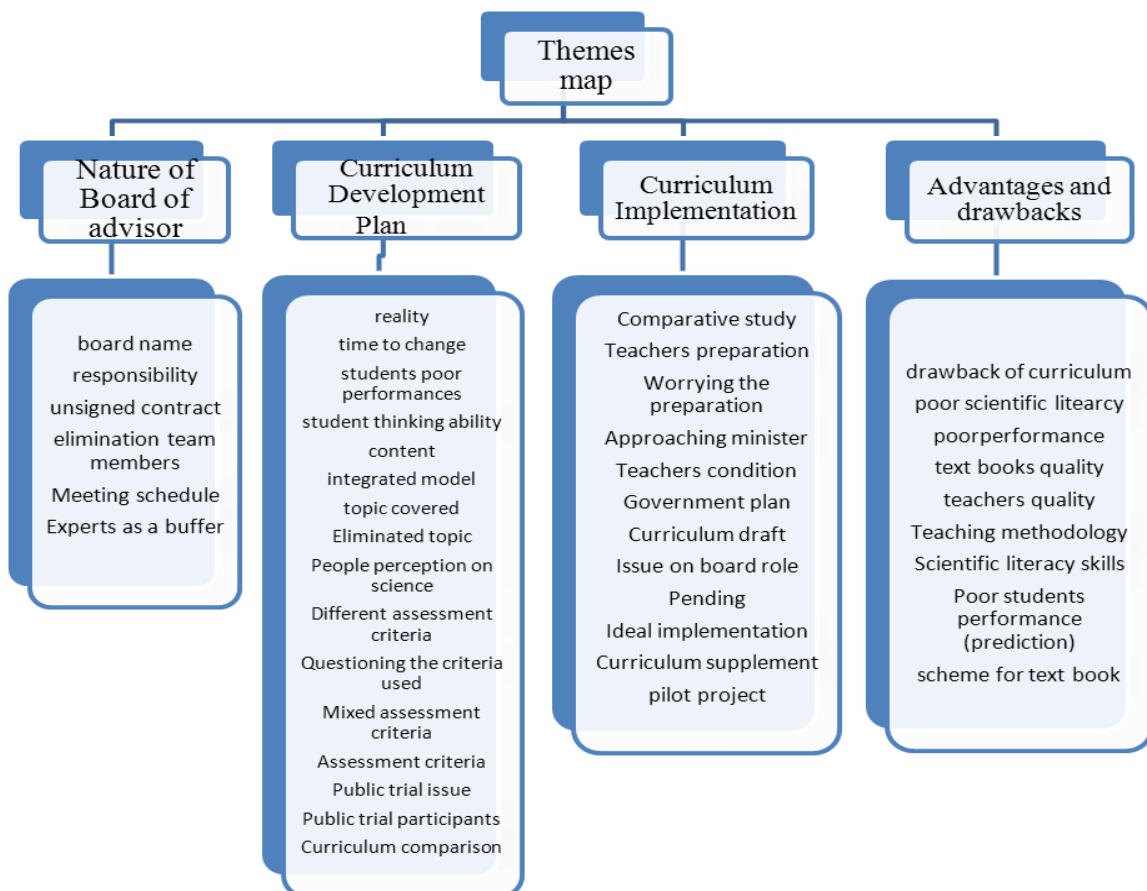 Themes
map
Nature of
Board of
advisor
board name
responsibility
unsigned contract
elimination team
members
Meeting schedule
Experts as a buffer
Curriculum
Development
Plan
reality
time to change
students poor
performances
student thinking ability
content
integrated model
topic covered
Eliminated topic
People perception on
science
Different assessment
criteria
Questioning the criteria
used
Mixed assessment
criteria
Assessment criteria
Public trial issue
Public trial participants
Curriculum comparison
Curriculum
Implementation
Comparative study
Teachers preparation
Worrying the
preparation
Approaching minister
Teachers condition
Government plan
Curriculum draft
Issue on board role
Pending
Ideal implementation
Curriculum supplement
pilot project
Advantages and
drawbacks
drawback of curriculum
poor scientific litearcy
poorperformance
text books quality
teachers quality
Teaching methodology
Scientific literacy skills
Poor students
performance
(prediction)
scheme for text book